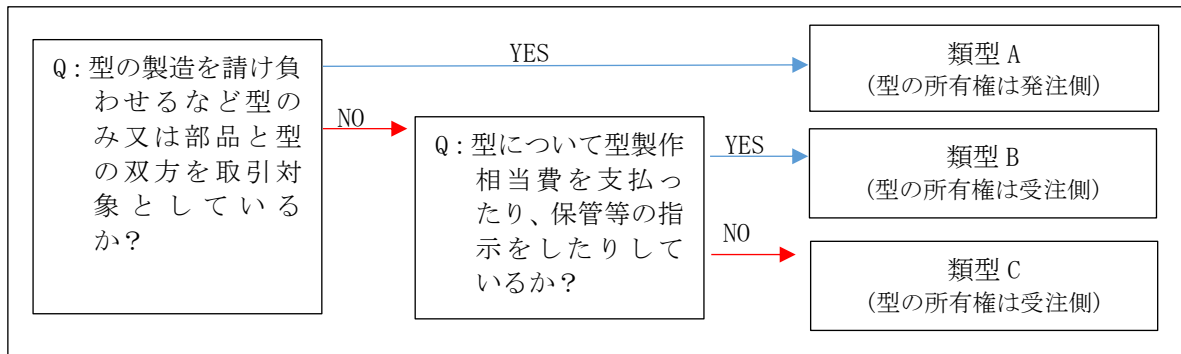 Q：型の製造を請け負
わせるなど型の
み又は部品と型
の双方を取引対
象としている
か？
YES
NO
Q：型について型製作
相当費を支払っ
たり、保管等の指
示をしたりして
いるか？
YES
NO
類型 A
(型の所有権は発注側)
類型 B
(型の所有権は受注側)
類型 C
(型の所有権は受注側)